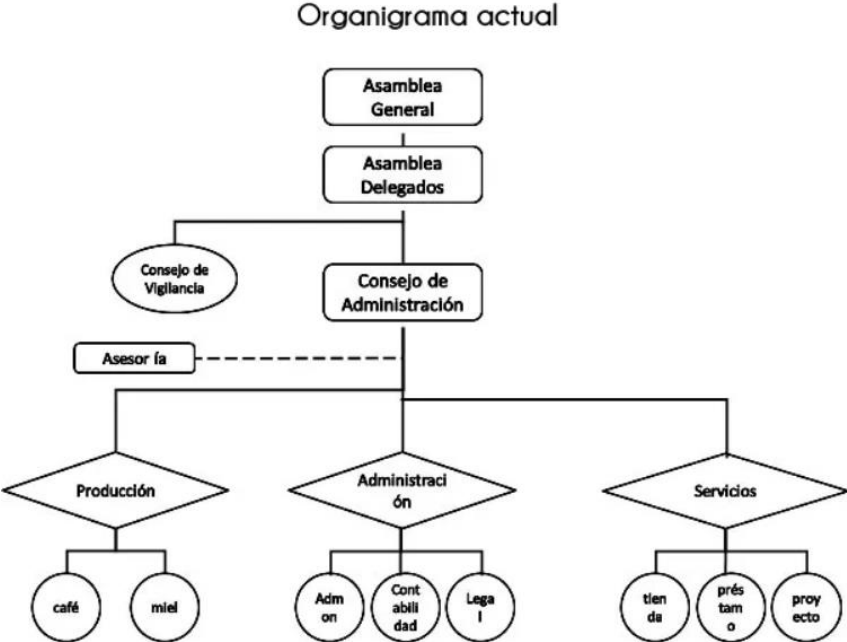 Organigrama actual
Asamblea
General
Asamblea
Delegados
Consejo de
Vigilancia
Consejo de
Administración
Asesor ía
Producción
Administraci
ón
Servicios
café
miel
Adm
on
Cont
abili
dad
Lega
l
tien
da
prés
tam
o
proy
ecto